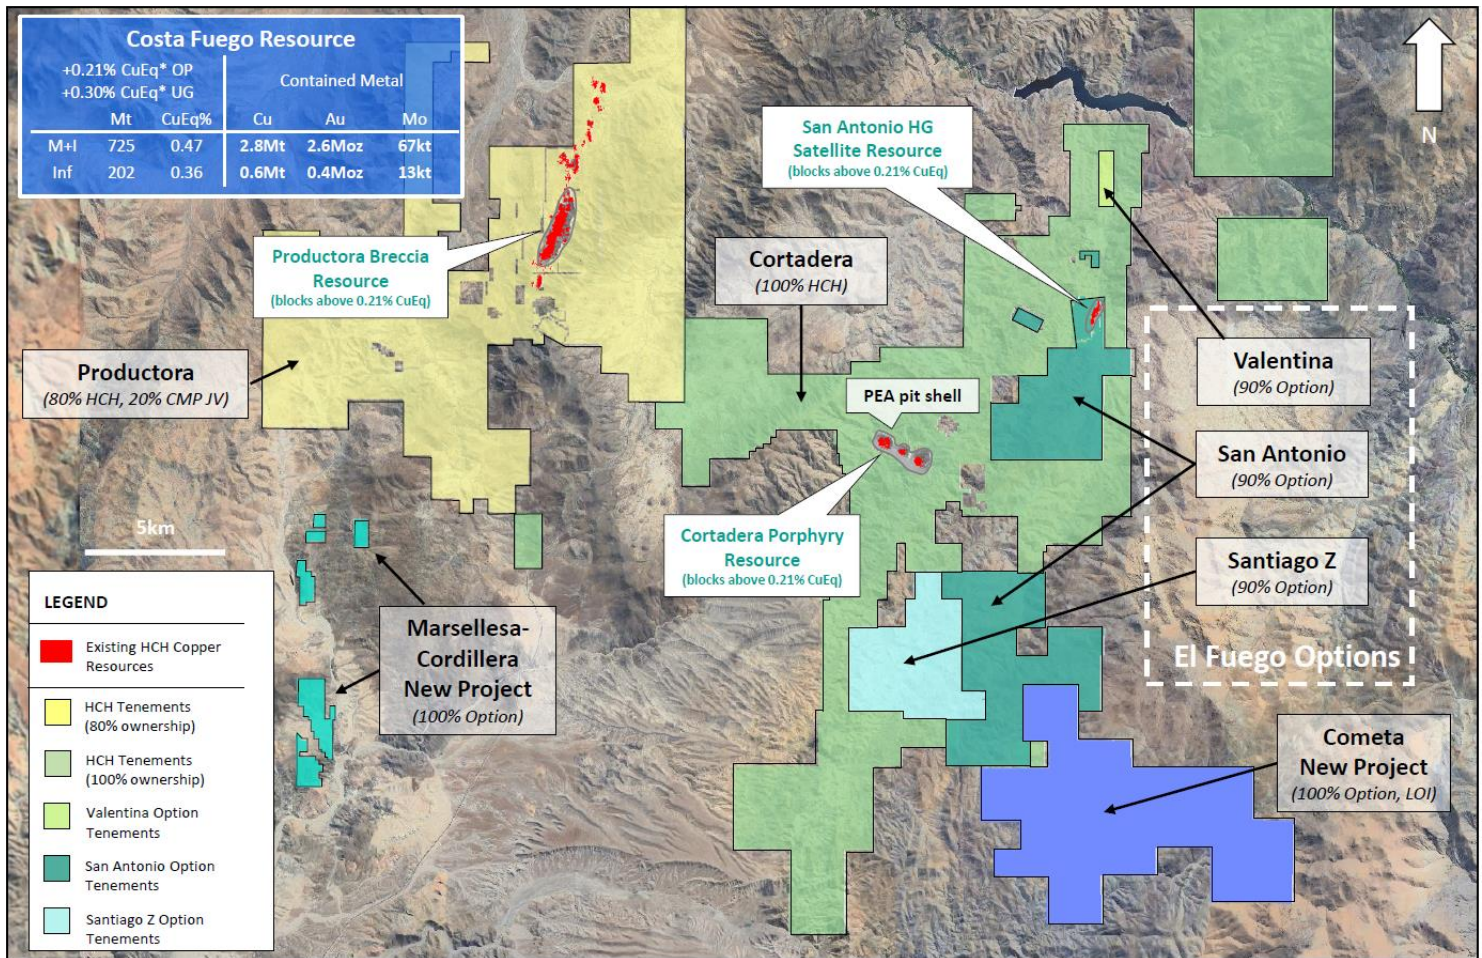 Costa Fuego Resource
+0.21% CuEq* OP
+0.30% CuEq* UG
Contained Metal
Mt CuEq% Cu Au Mo
M+I 725 0.47 2.8Mt 2.6Moz 67kt
Inf 202 0.36 0.6Mt 0.4Moz 13kt
N
San Antonio HG
Satellite Resource
(blocks above 0.21% CuEq)
Productora Breccia
Resource
(blocks above 0.21% CuEq)
Cortadera
(100% HCH)
Productora
(80% HCH, 20% CMP JV)
Valentina
(90% Option)
PEA pit shell
San Antonio
(90% Option)
Cortadera Porphyry
Resource
(blocks above 0.21% CuEq)
Santiago Z
(90% Option)
El Fuego Options
5km
Marsellesa-
Cordillera
New Project
(100% Option)
Cometa
New Project
(100% Option, LOI)
LEGEND
Existing HCH Copper
Resources
HCH Tenements
(80% ownership)
HCH Tenements
(100% ownership)
Valentina Option
Tenements
San Antonio Option
Tenements
Santiago Z Option
Tenements